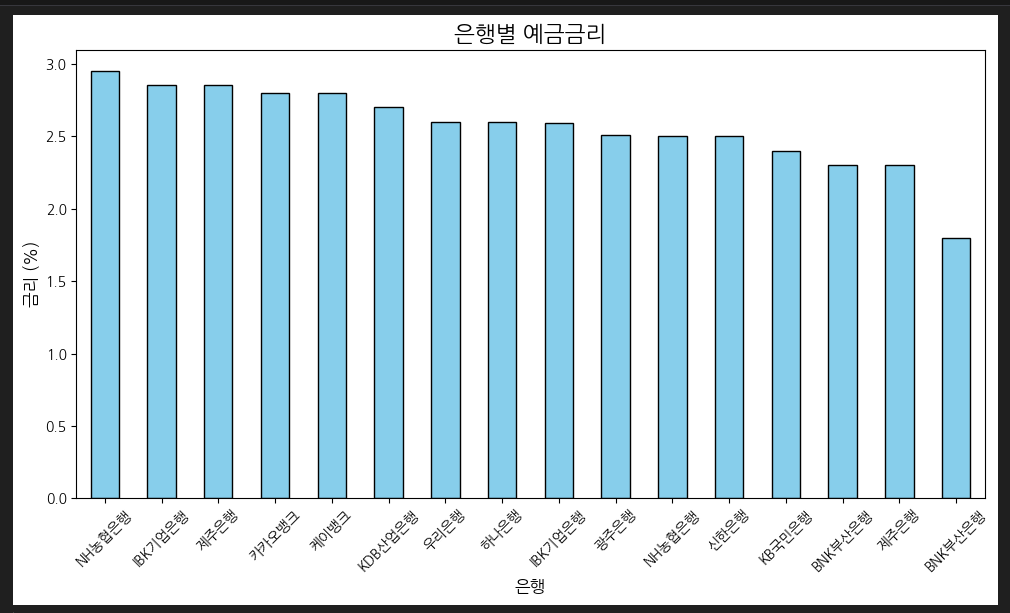 은행별 예금금리
금리 (%)
3.0
2.5
2.0
1.5
1.0
0.5
0.0
NH농협은행
IBK기업은행
제주은행
카카오뱅크
케이뱅크
KDB산업은행
우리은행
하나은행
IBK기업은행
광주은행
NH농협은행
신한은행
KB국민은행
BNK부산은행
제주은행
BNK부산은행
은행